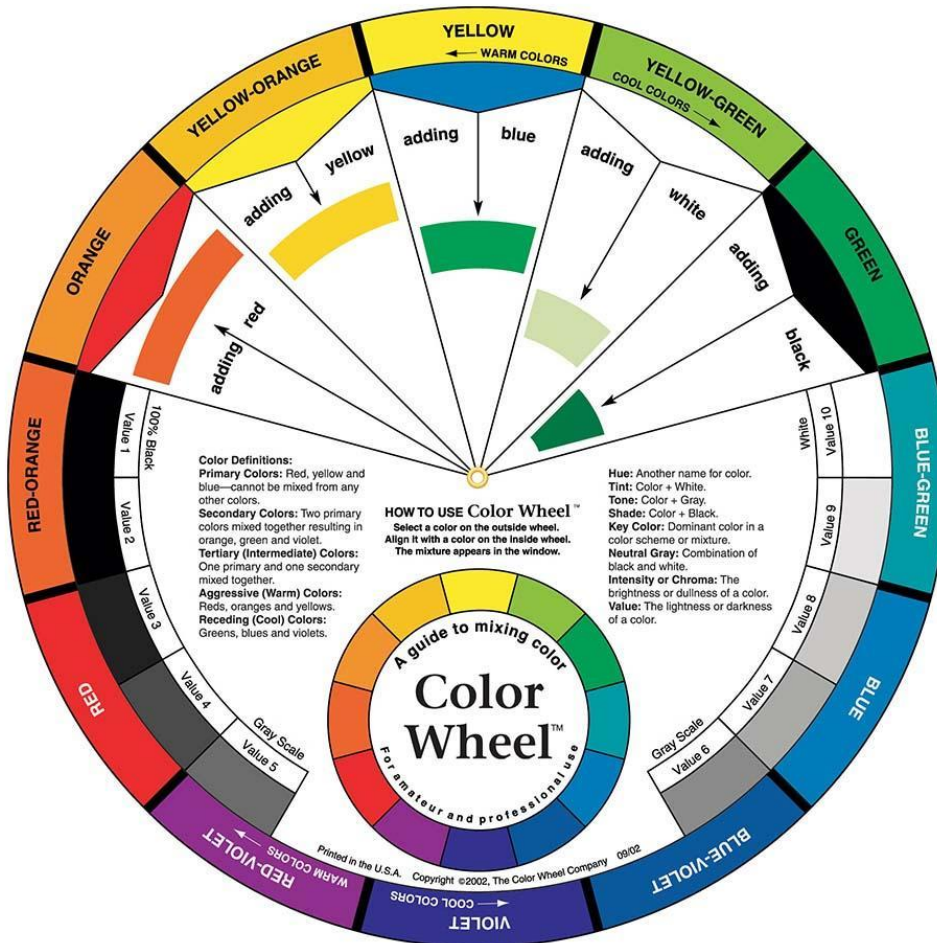 YELLOW
← WARM COLORS
YELLOW-GREEN
COOL COLORS →
GREEN
BLUE-GREEN
BLUE
BLUE-VIOLET
VIOLET
COOL COLORS →
RED-VIOLET
WARM COLORS ←
RED
RED-ORANGE
ORANGE
YELLOW-ORANGE
adding red
adding yellow
adding blue
adding white
adding black
100% Black
Value 1
Value 2
Value 3
Value 4
Value 5
Gray Scale
Color Definitions:
Primary Colors: Red, yellow and
blue—cannot be mixed from any
other colors.
Secondary Colors: Two primary
colors mixed together resulting in
orange, green and violet.
Tertiary (Intermediate) Colors:
One primary and one secondary
mixed together.
Aggressive (Warm) Colors:
Reds, oranges and yellows.
Receding (Cool) Colors:
Greens, blues and violets.
HOW TO USE Color Wheel™
Select a color on the outside wheel.
Align it with a color on the inside wheel.
The mixture appears in the window.
Hue: Another name for color.
Tint: Color + White.
Tone: Color + Gray.
Shade: Color + Black.
Key Color: Dominant color in a
color scheme or mixture.
Neutral Gray: Combination of
black and white.
Intensity or Chroma: The
brightness or dullness of a color.
Value: The lightness or darkness
of a color.
White
Value 10
Value 9
Value 8
Value 7
Value 6
Gray Scale
A guide to mixing color
Color
Wheel™
For amateur and professional use
Printed in the U.S.A. Copyright ©2002, The Color Wheel Company 09/02